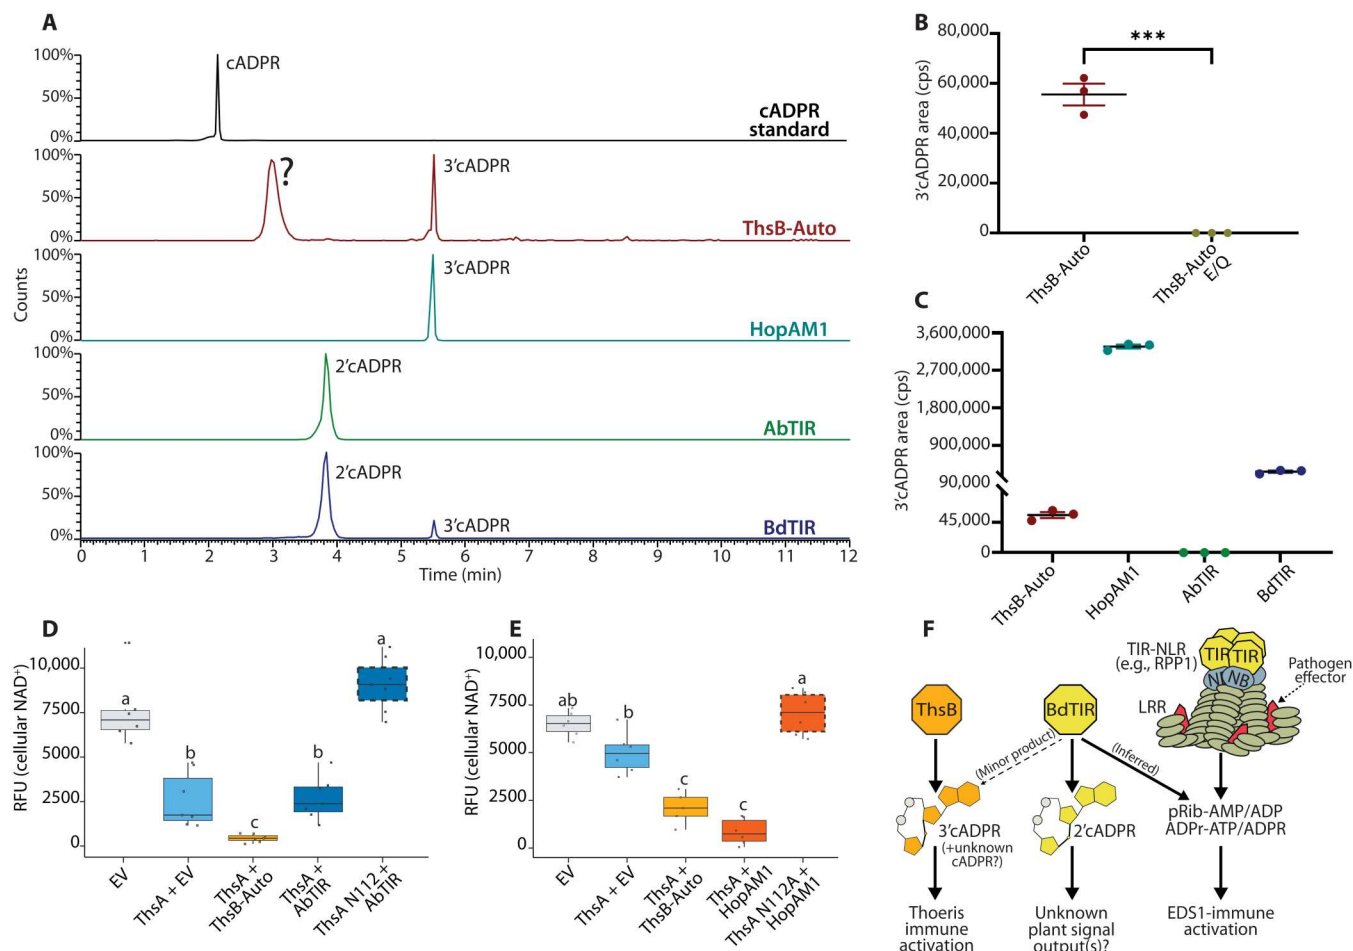 A
100%
50%
0%
cADPR
cADPR
standard
100%
50%
0%
?
3'cADPR
ThsB-Auto
100%
50%
0%
3'cADPR
HopAM1
100%
50%
0%
2'cADPR
AbTIR
100%
50%
0%
2'cADPR
3'cADPR
BdTIR
Counts
0 1 2 3 4 5 6 7 8 9 10 11 12
Time (min)
B
3'cADPR area (cps)
80,000
60,000
40,000
20,000
0
***
ThsB-Auto
ThsB-Auto
E/Q
C
3'cADPR area (cps)
3,600,000
2,700,000
1,800,000
900,000
90,000
45,000
0
ThsB-Auto
HopAM1
AbTIR
BdTIR
D
RFU (cellular NAD+)
10,000
7500
5000
2500
0
a
b
c
b
a
EV
ThsA + EV
ThsA +
ThsB-Auto
ThsA +
AbTIR
ThsA N112 +
AbTIR
E
RFU (cellular NAD+)
10,000
7500
5000
2500
0
ab
b
c
c
a
EV
ThsA + EV
ThsA +
ThsB-Auto
ThsA +
HopAM1
ThsA N112A +
HopAM1
F
ThsB
BdTIR
TIR-NLR
(e.g., RPP1)
TIR TIR
NB
LRR
Pathogen
effector
(Minor product)
(Inferred)
3'cADPR
(+unknown
cADPR?)
2'cADPR
pRib-AMP/ADP
ADPr-ATP/ADPR
Thoeris
immune
activation
Unknown
plant signal
output(s)?
EDS1-immune
activation